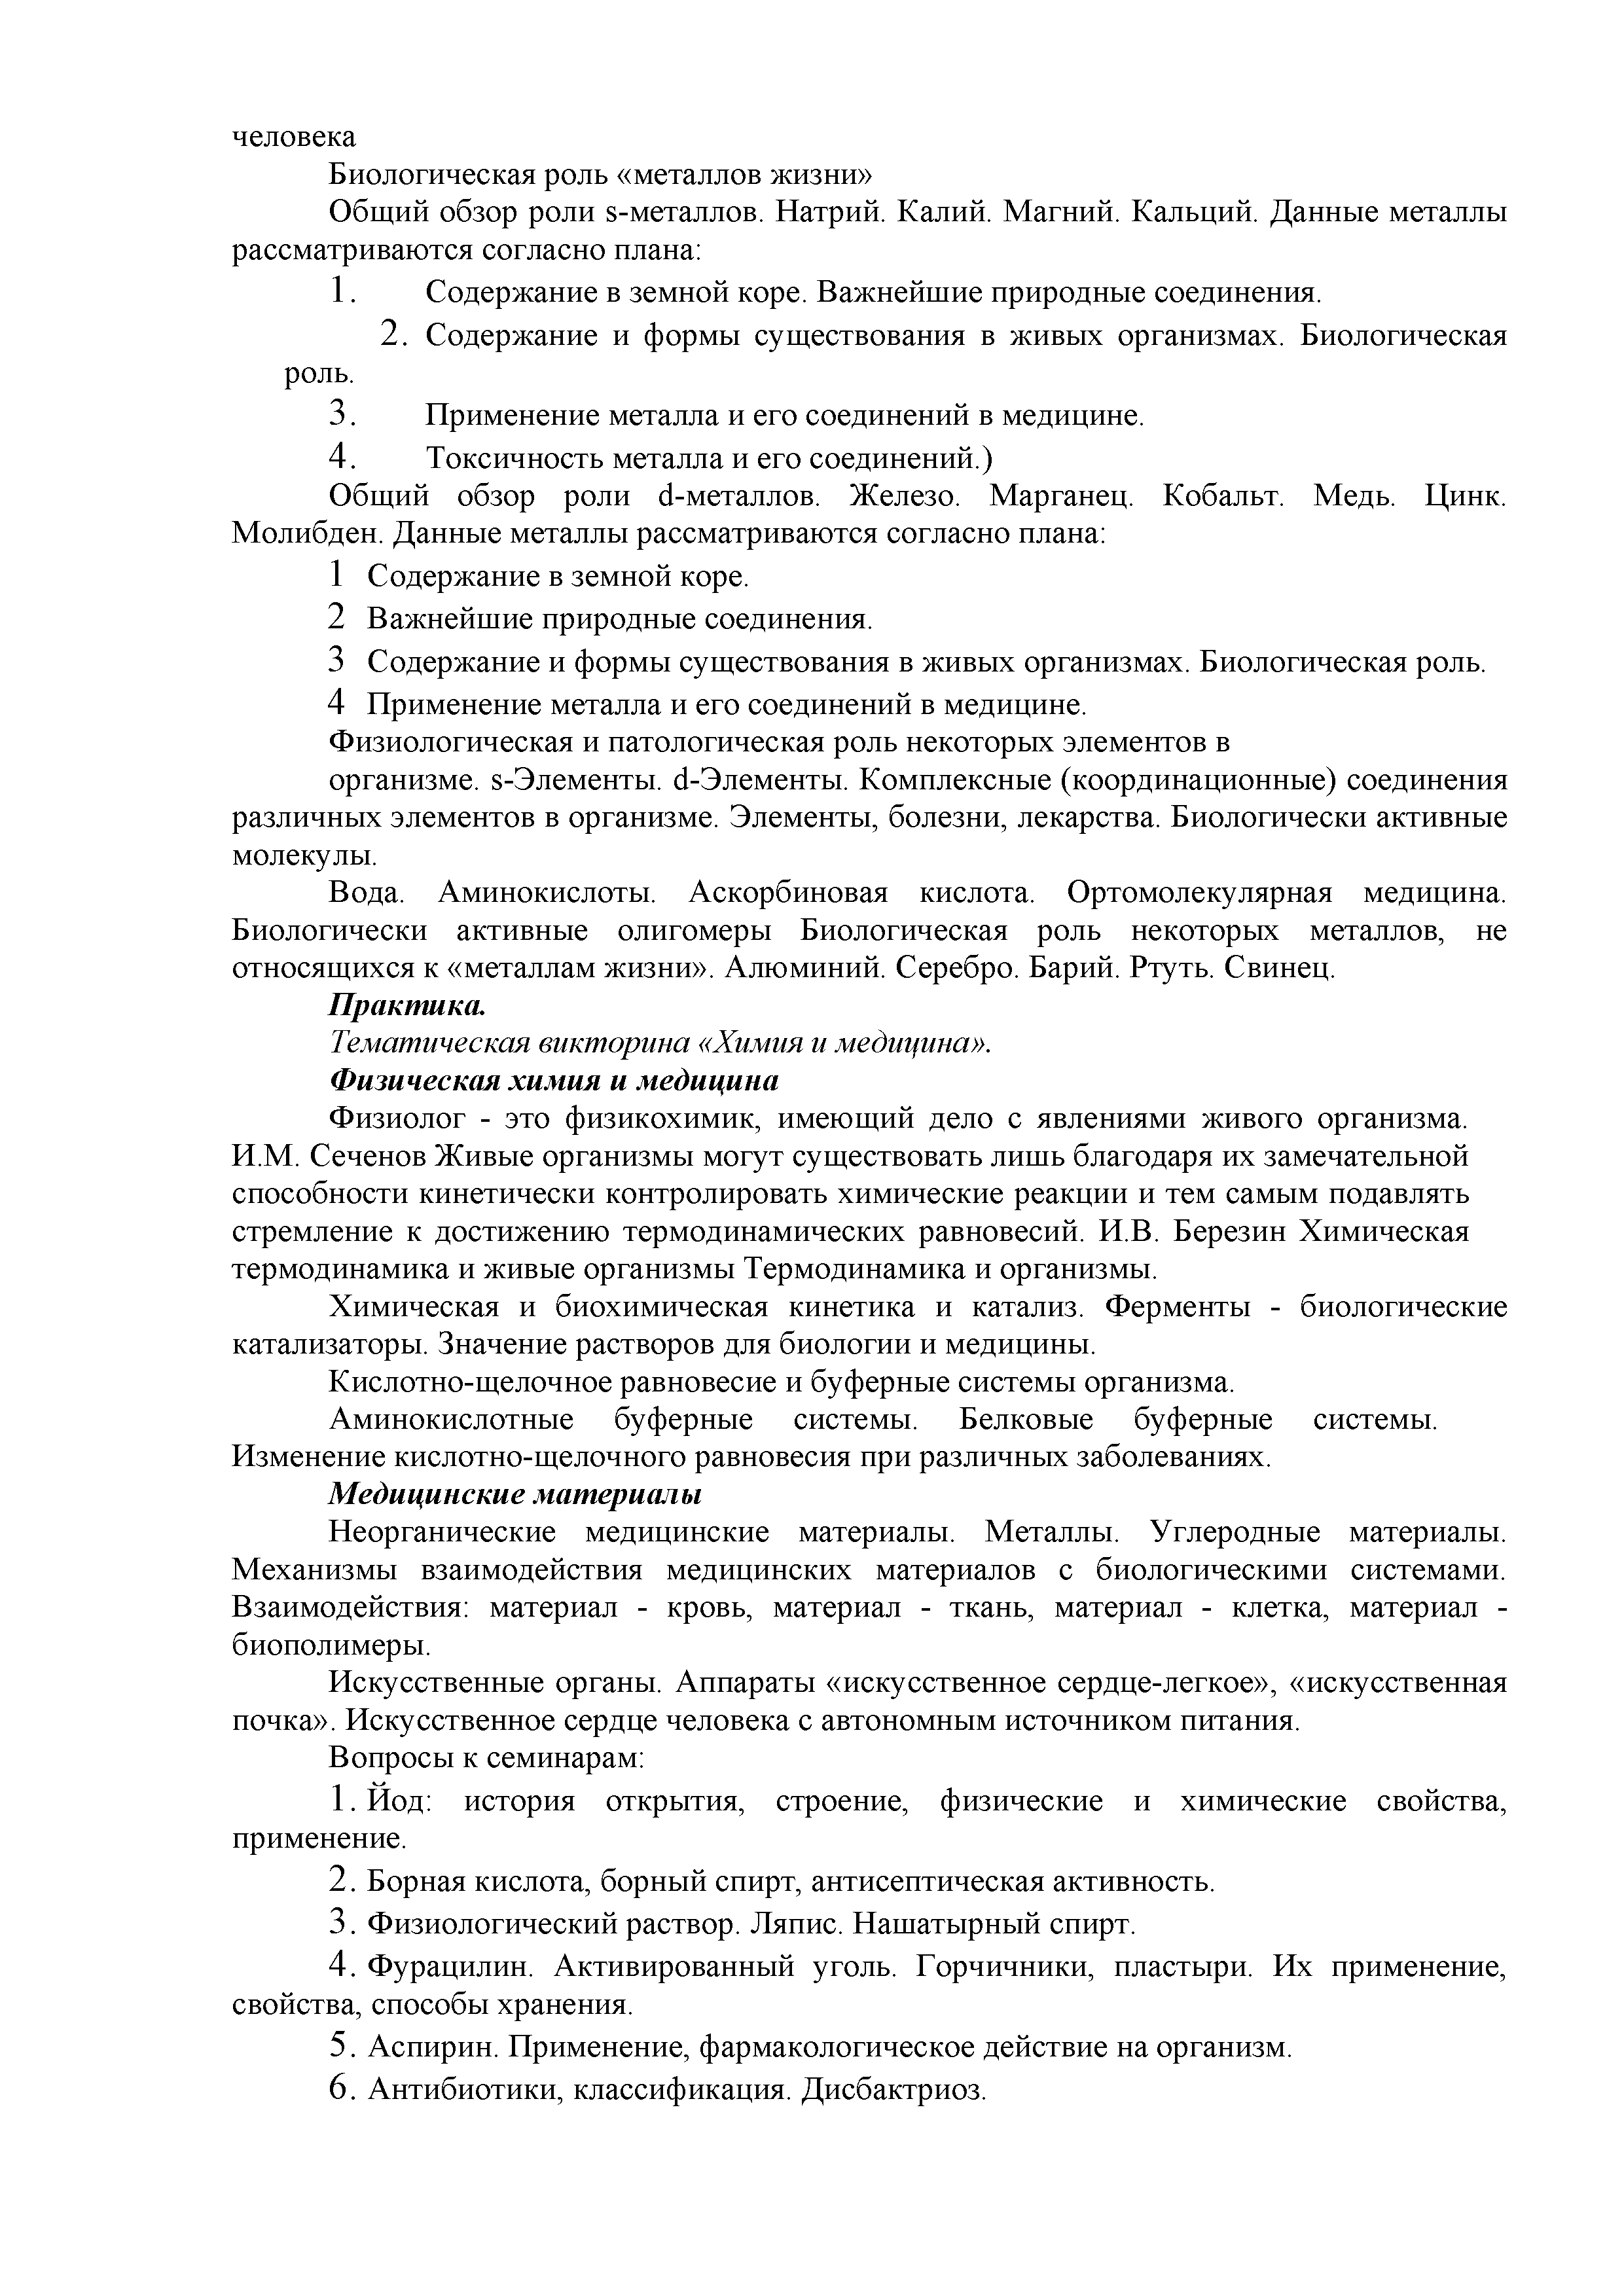 человека
Биологическая роль «металлов жизни»
Общий обзор роли s-металлов. Натрий. Калий. Магний. Кальций. Данные металлы
рассматриваются согласно плана:
1. Содержание в земной коре. Важнейшие природные соединения.
2. Содержание и формы существования в живых организмах. Биологическая
роль.
3. Применение металла и его соединений в медицине.
4. Токсичность металла и его соединений.)
Общий обзор роли d-металлов. Железо. Марганец. Кобальт. Медь. Цинк.
Молибден. Данные металлы рассматриваются согласно плана:
1 Содержание в земной коре.
2 Важнейшие природные соединения.
3 Содержание и формы существования в живых организмах. Биологическая роль.
4 Применение металла и его соединений в медицине.
Физиологическая и патологическая роль некоторых элементов в
организме. s-Элементы. d-Элементы. Комплексные (координационные) соединения
различных элементов в организме. Элементы, болезни, лекарства. Биологически активные
молекулы.
Вода. Аминокислоты. Аскорбиновая кислота. Ортомолекулярная медицина.
Биологически активные олигомеры Биологическая роль некоторых металлов, не
относящихся к «металлам жизни». Алюминий. Серебро. Барий. Ртуть. Свинец.
Практика.
Тематическая викторина «Химия и медицина».
Физическая химия и медицина
Физиолог - это физикохимик, имеющий дело с явлениями живого организма.
И.М. Сеченов Живые организмы могут существовать лишь благодаря их замечательной
способности кинетически контролировать химические реакции и тем самым подавлять
стремление к достижению термодинамических равновесий. И.В. Березин Химическая
термодинамика и живые организмы Термодинамика и организмы.
Химическая и биохимическая кинетика и катализ. Ферменты - биологические
катализаторы. Значение растворов для биологии и медицины.
Кислотно-щелочное равновесие и буферные системы организма.
Аминокислотные буферные системы. Белковые буферные системы.
Изменение кислотно-щелочного равновесия при различных заболеваниях.
Медицинские материалы
Неорганические медицинские материалы. Металлы. Углеродные материалы.
Механизмы взаимодействия медицинских материалов с биологическими системами.
Взаимодействия: материал - кровь, материал - ткань, материал - клетка, материал -
биополимеры.
Искусственные органы. Аппараты «искусственное сердце-легкое», «искусственная
почка». Искусственное сердце человека с автономным источником питания.
Вопросы к семинарам:
1. Йод: история открытия, строение, физические и химические свойства,
применение.
2. Борная кислота, борный спирт, антисептическая активность.
3. Физиологический раствор. Ляпис. Нашатырный спирт.
4. Фурацилин. Активированный уголь. Горчичники, пластыри. Их применение,
свойства, способы хранения.
5. Аспирин. Применение, фармакологическое действие на организм.
6. Антибиотики, классификация. Дисбактриоз.